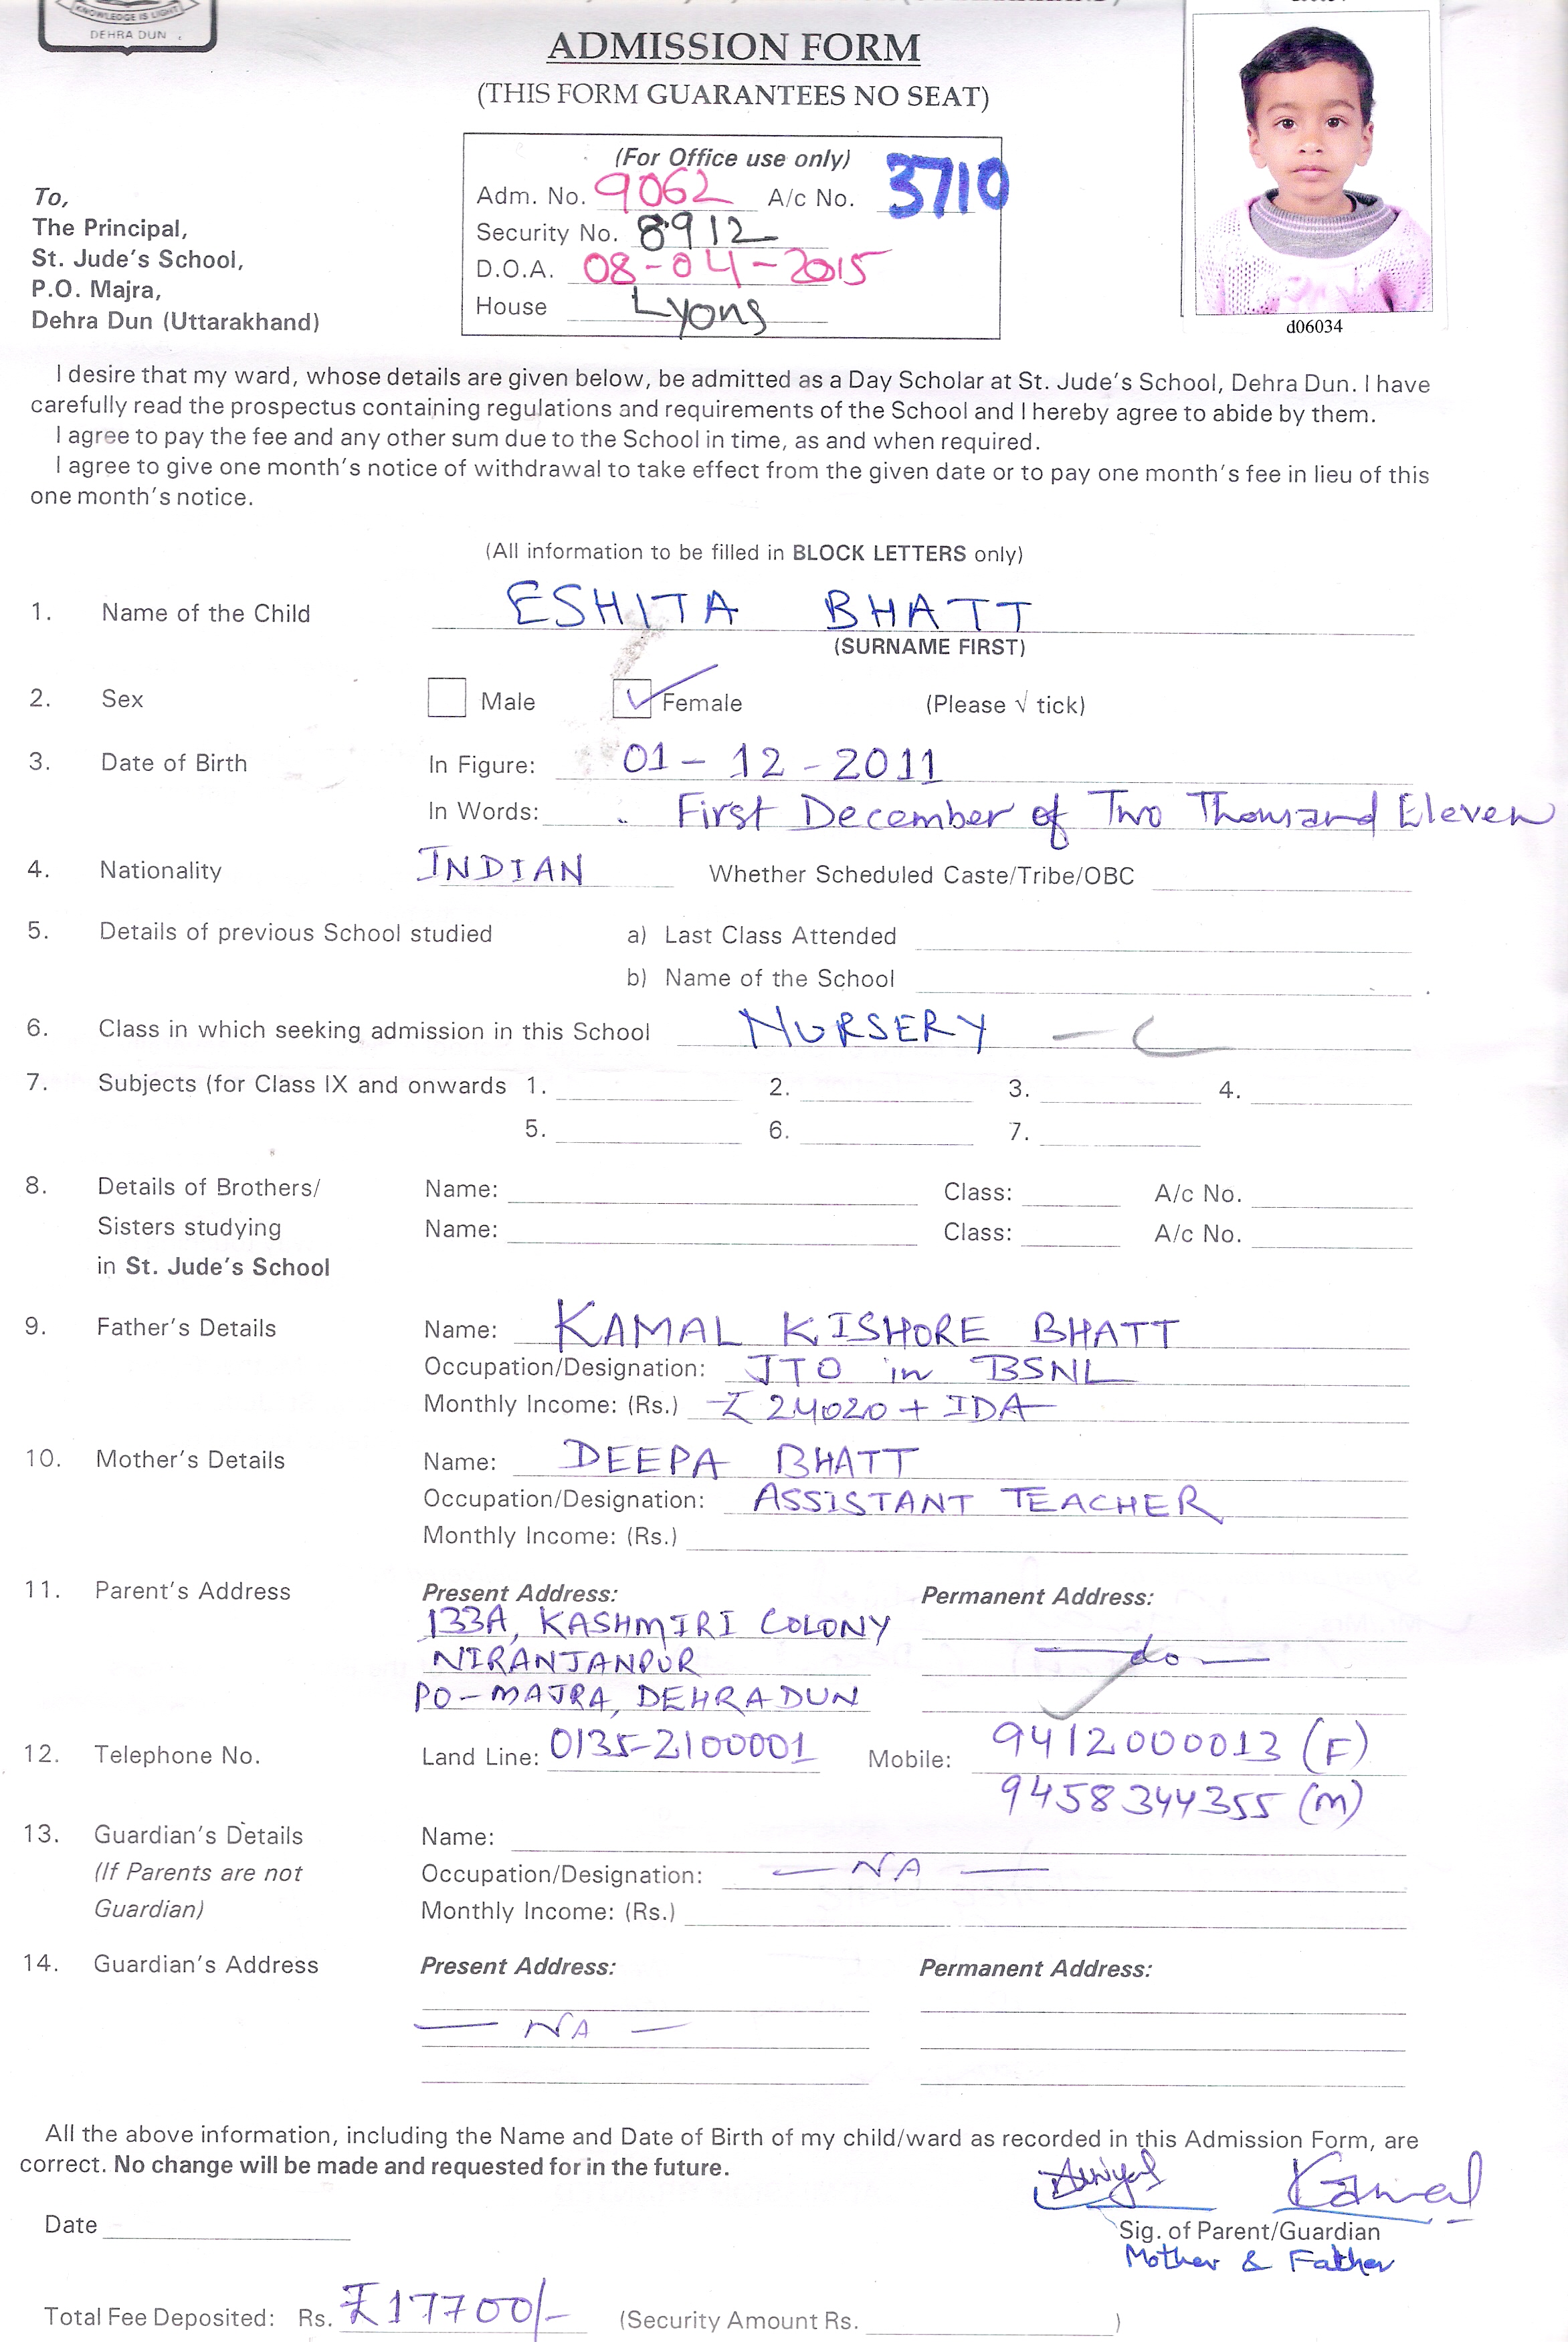 KNOWLEDGE IS LIGHT
DEHRA DUN
ADMISSION FORM
(THIS FORM GUARANTEES NO SEAT)
d06034
(For Office use only)
Adm. No. 9062 A/c No. 3710
Security No. 8912
D.O.A. 08-04-2015
House Lyons
To,
The Principal,
St. Jude's School,
P.O. Majra,
Dehra Dun (Uttarakhand)
I desire that my ward, whose details are given below, be admitted as a Day Scholar at St. Jude's School, Dehra Dun. I have
carefully read the prospectus containing regulations and requirements of the School and I hereby agree to abide by them.
I agree to pay the fee and any other sum due to the School in time, as and when required.
I agree to give one month's notice of withdrawal to take effect from the given date or to pay one month's fee in lieu of this
one month's notice.
(All information to be filled in BLOCK LETTERS only)
1. Name of the Child ESHITA BHATT
(SURNAME FIRST)
2. Sex Male ✓ Female (Please √ tick)
3. Date of Birth In Figure: 01 - 12 - 2011
In Words: First December of Two Thousand Eleven
4. Nationality INDIAN Whether Scheduled Caste/Tribe/OBC
5. Details of previous School studied a) Last Class Attended
b) Name of the School
6. Class in which seeking admission in this School NURSERY - C
7. Subjects (for Class IX and onwards 1. 2. 3. 4.
5. 6. 7.
8. Details of Brothers/ Name: Class: A/c No.
Sisters studying Name: Class: A/c No.
in St. Jude's School
9. Father's Details Name: KAMAL KISHORE BHATT
Occupation/Designation: JTO in BSNL
Monthly Income: (Rs.) ₹ 24020 + IDA
10. Mother's Details Name: DEEPA BHATT
Occupation/Designation: ASSISTANT TEACHER
Monthly Income: (Rs.)
11. Parent's Address Present Address: Permanent Address:
133A, KASHMIRI COLONY
NIRANJANPUR — do —
PO - MAJRA, DEHRADUN
12. Telephone No. Land Line: 0135-2100001 Mobile: 9412000013 (F)
9458344355 (M)
13. Guardian's Details Name:
(If Parents are not Occupation/Designation: — NA —
Guardian) Monthly Income: (Rs.)
14. Guardian's Address Present Address: Permanent Address:
— NA —
All the above information, including the Name and Date of Birth of my child/ward as recorded in this Admission Form, are
correct. No change will be made and requested for in the future.
Kamal
Date Sig. of Parent/Guardian
Mother & Father
Total Fee Deposited: Rs. ₹17700/- (Security Amount Rs. )